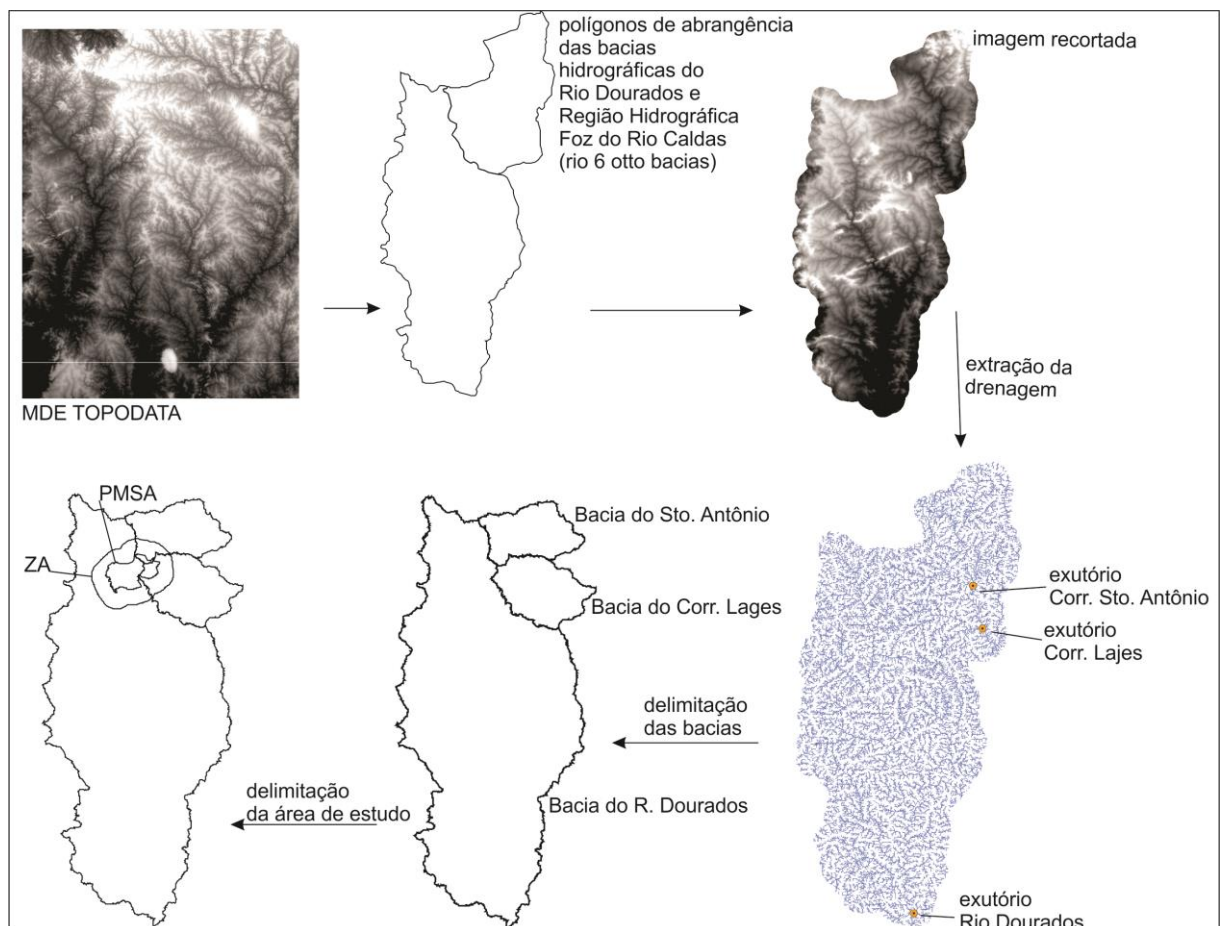 polígonos de abrangência
das bacias
hidrográficas do
Rio Dourados e
Região Hidrográfica
Foz do Rio Caldas
(rio 6 otto bacias)
imagem recortada
MDE TOPODATA
extração da
drenagem
PMSA
ZA
Bacia do Sto. Antônio
Bacia do Corr. Lages
Bacia do R. Dourados
exutório
Corr. Sto. Antônio
exutório
Corr. Lajes
delimitação
das bacias
delimitação
da área de estudo
exutório
Rio Dourados